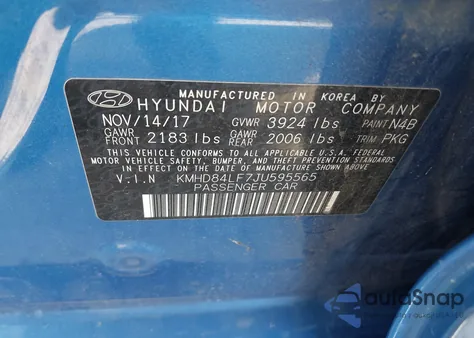 MANUFACTURED IN KOREA BY
HYUNDAI MOTOR COMPANY
NOV/14/17 GVWR 3924 lbs PAINT N4B
GAWR FRONT 2183 lbs GAWR REAR 2006 lbs TRIM PKG
THIS VEHICLE CONFORMS TO ALL APPLICABLE U.S.A. FEDERAL
MOTOR VEHICLE SAFETY, BUMPER, AND THEFT PREVENTION
STANDARDS IN EFFECT ON THE DATE OF MANUFACTURE SHOWN ABOVE.
V.I.N KMHD84LF7JU595565
PASSENGER CAR
autoSnap